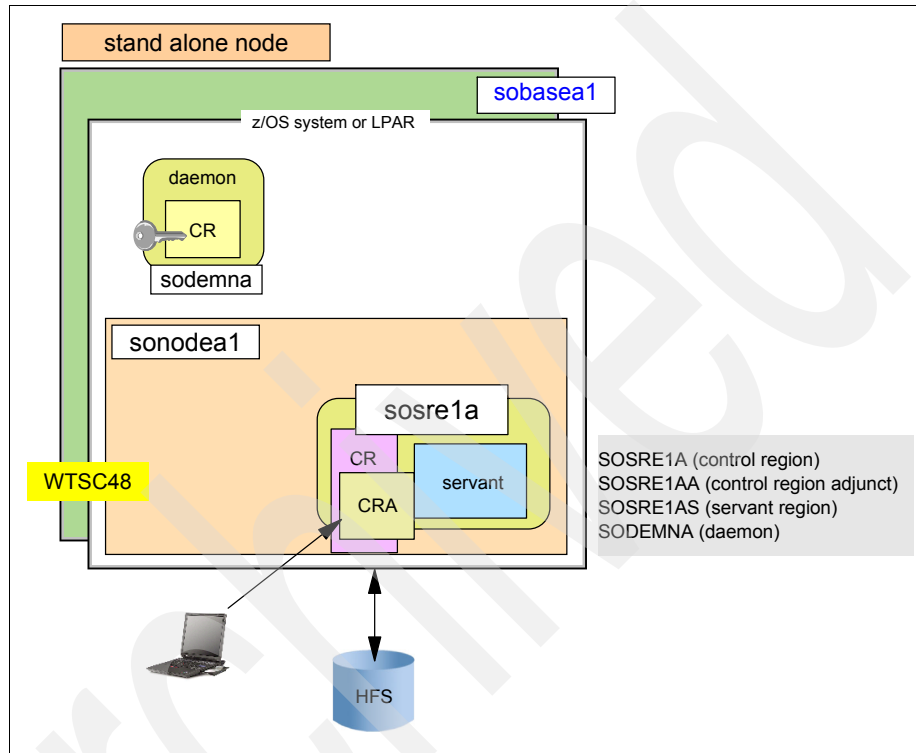 stand alone node
sobasea1
z/OS system or LPAR
daemon
CR
sodemna
sonodea1
sosre1a
CR
servant
CRA
WTSC48
SOSRE1A (control region)
SOSRE1AA (control region adjunct)
SOSRE1AS (servant region)
SODEMNA (daemon)
HFS